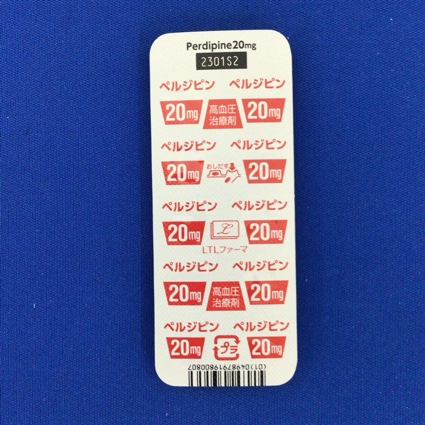 Perdipine20mg
2301S2
ペルジピン ペルジピン
20mg 高血圧 治療剤 20mg
ペルジピン ペルジピン
20mg おしだす 20mg
ペルジピン ペルジピン
20mg L 20mg
LTLファーマ
ペルジピン ペルジピン
20mg 高血圧 治療剤 20mg
ペルジピン ペルジピン
20mg プラ 20mg
(01)04987919800807